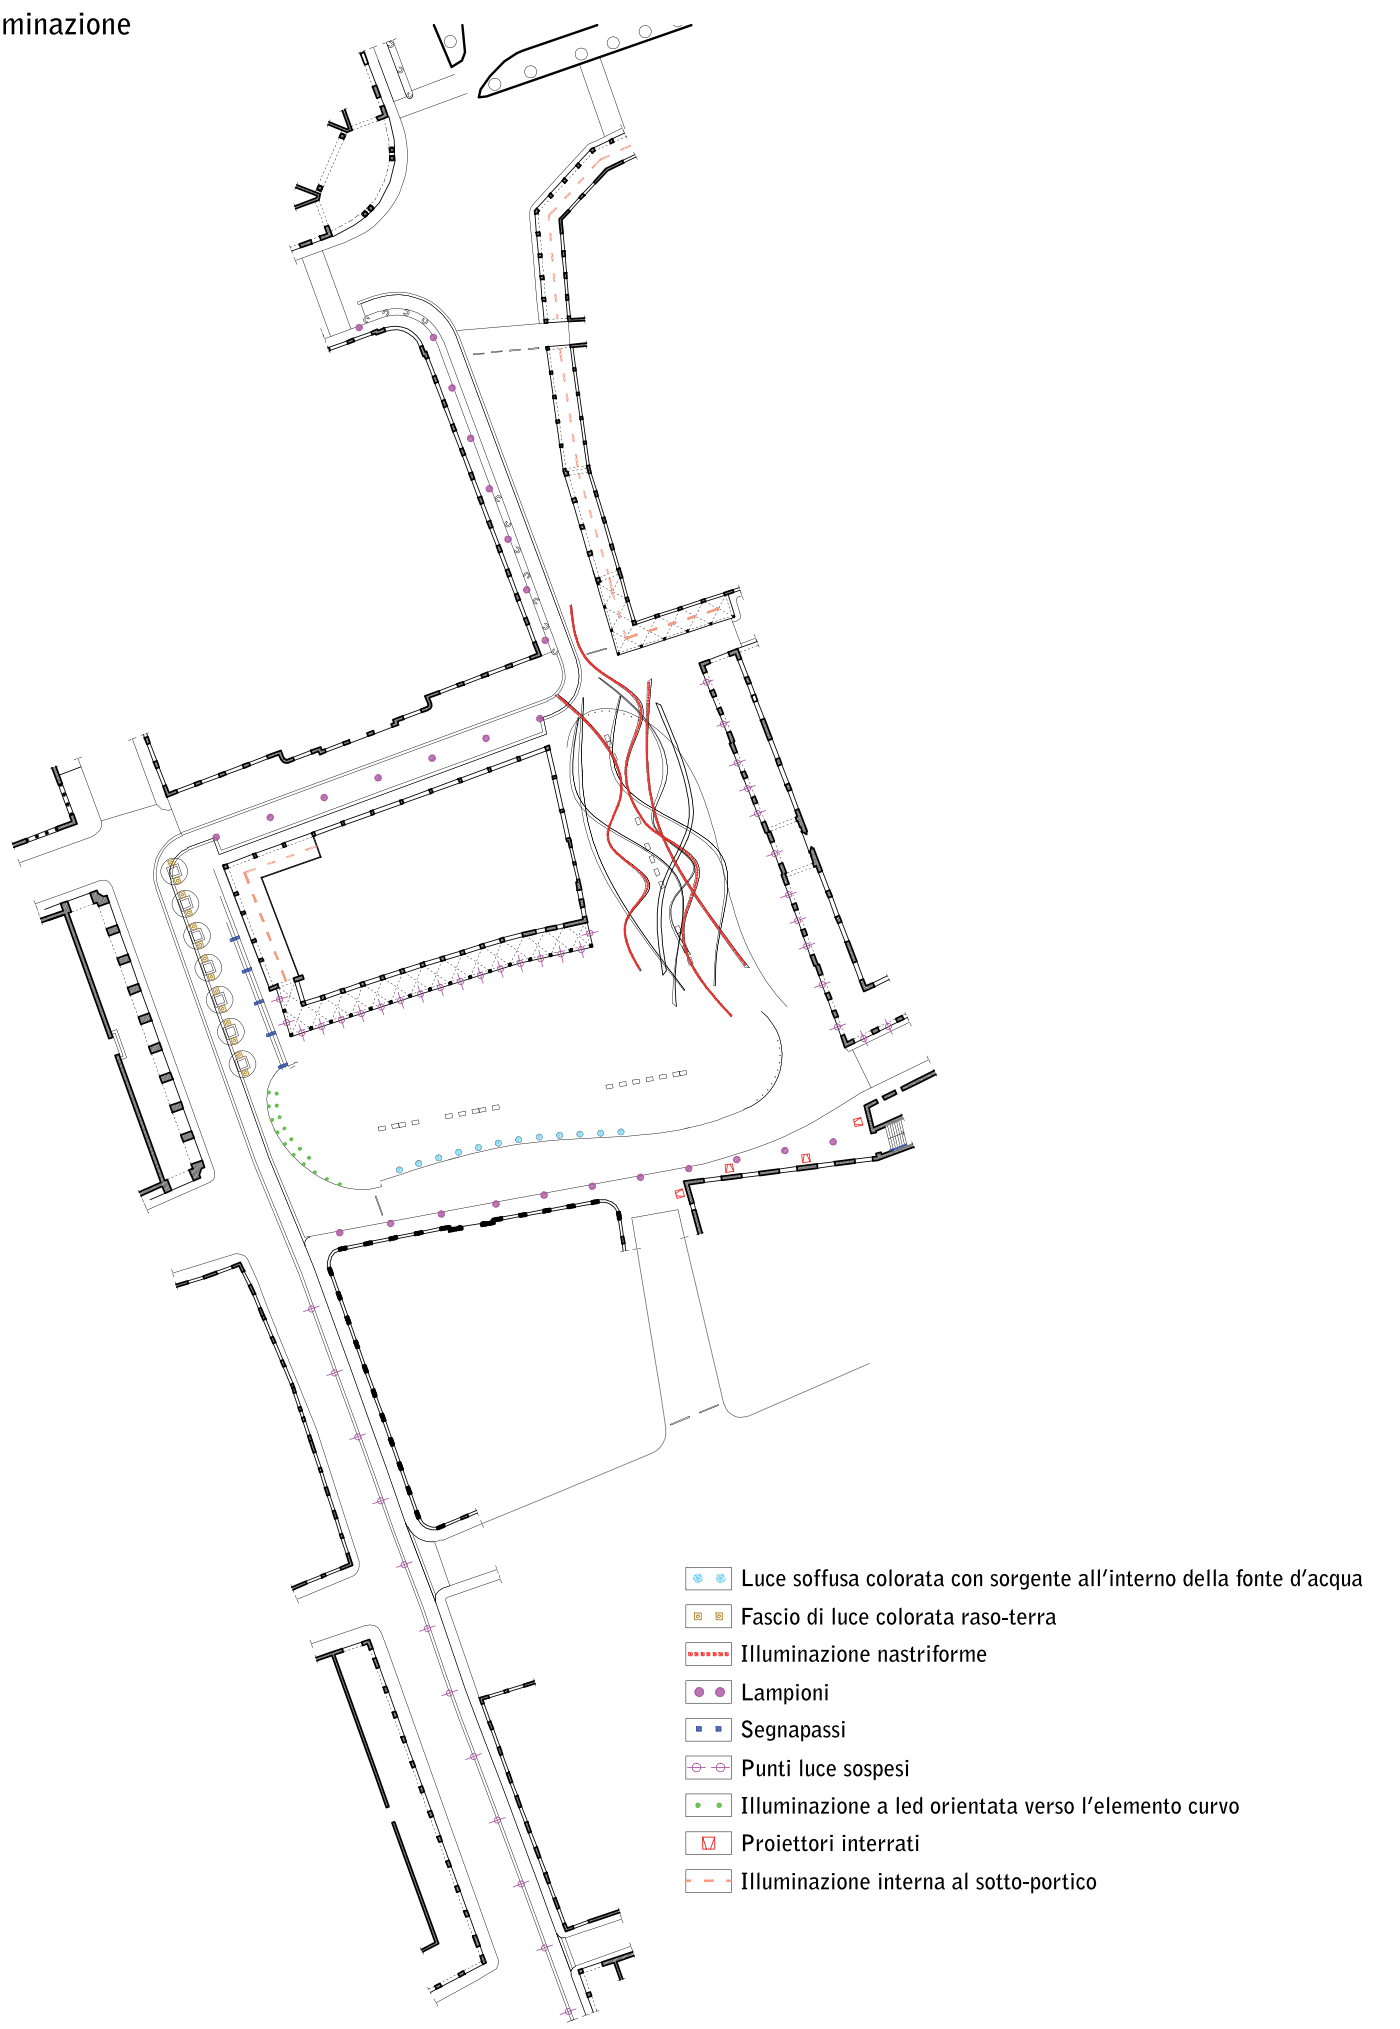 minazione
Luce soffusa colorata con sorgente all'interno della fonte d'acqua
Fascio di luce colorata raso-terra
Illuminazione nastriforme
Lampioni
Segnapassi
Punti luce sospesi
Illuminazione a led orientata verso l'elemento curvo
Proiettori interrati
Illuminazione interna al sotto-portico